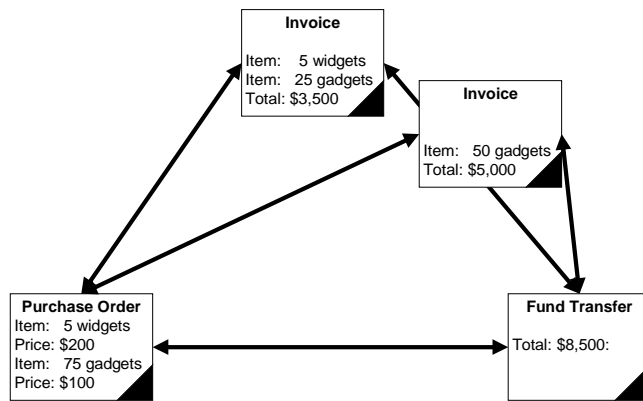 Invoice
Item: 5 widgets
Item: 25 gadgets
Total: $3,500
Invoice
Item: 50 gadgets
Total: $5,000
Purchase Order
Item: 5 widgets
Price: $200
Item: 75 gadgets
Price: $100
Fund Transfer
Total: $8,500: